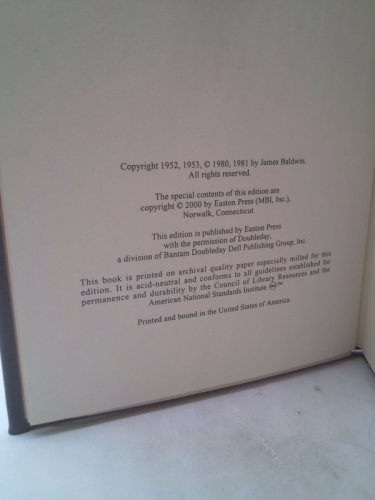 Copyright 1952, 1953, © 1980, 1981 by James Baldwin.
All rights reserved.
The special contents of this edition are
copyright © 2000 by Easton Press (MBI, Inc.),
Norwalk, Connecticut.
This edition is published by Easton Press
with the permission of Doubleday,
a division of Bantam Doubleday Dell Publishing Group, Inc.
This book is printed on archival quality paper especially milled for this
edition. It is acid-neutral and conforms to all guidelines established for
permanence and durability by the Council of Library Resources and the
American National Standards Institute. ♾™
Printed and bound in the United States of America.